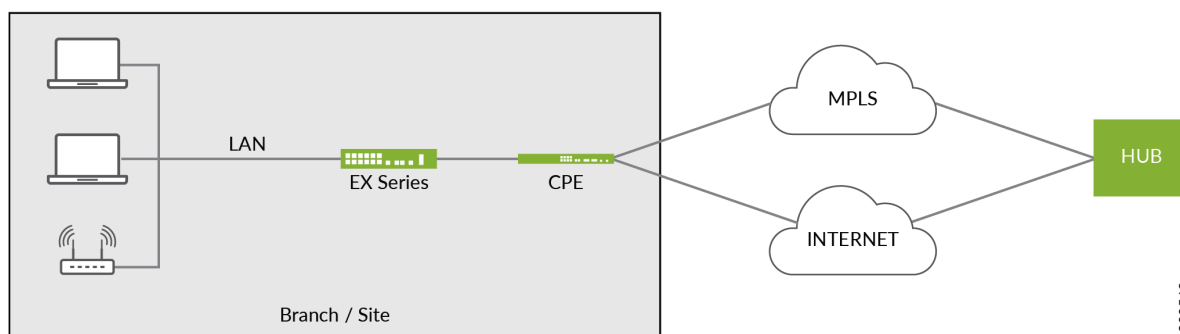 LAN
EX Series
CPE
MPLS
INTERNET
HUB
Branch / Site